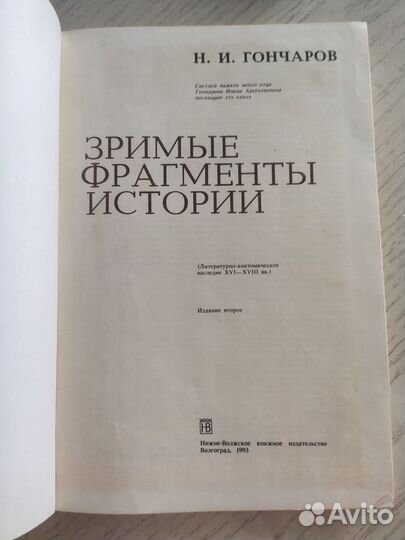 Н. И. ГОНЧАРОВ
Светлой памяти моего отца
Гончарова Ивана Арсентьевича
посвящаю эту книгу
ЗРИМЫЕ
ФРАГМЕНТЫ
ИСТОРИИ
(Литературно-анатомическое
наследие XVI—XVIII вв.)
Издание второе
НВ
Нижне-Волжское книжное издательство
Волгоград, 1993
Avito